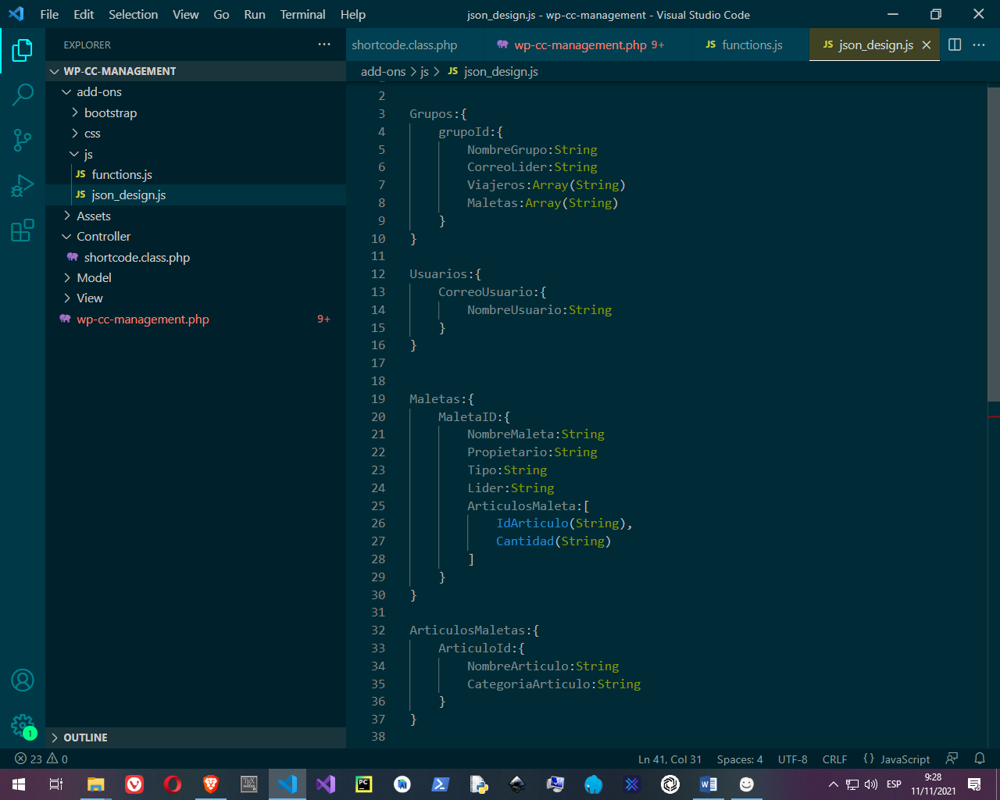 File Edit Selection View Go Run Terminal Help json_design.js - wp-cc-management - Visual Studio Code
EXPLORER
shortcode.class.php wp-cc-management.php 9+ JS functions.js JS json_design.js
WP-CC-MANAGEMENT
add-ons > js > JS json_design.js
add-ons
bootstrap
css
js
JS functions.js
JS json_design.js
Assets
Controller
shortcode.class.php
Model
View
wp-cc-management.php 9+
OUTLINE
2
3 Grupos:{
4 grupoId:{
5 NombreGrupo:String
6 CorreoLider:String
7 Viajeros:Array(String)
8 Maletas:Array(String)
9 }
10 }
11
12 Usuarios:{
13 CorreoUsuario:{
14 NombreUsuario:String
15 }
16 }
17
18
19 Maletas:{
20 MaletaID:{
21 NombreMaleta:String
22 Propietario:String
23 Tipo:String
24 Lider:String
25 ArticulosMaleta:[
26 IdArticulo(String),
27 Cantidad(String)
28 ]
29 }
30 }
31
32 ArticulosMaletas:{
33 ArticuloId:{
34 NombreArticulo:String
35 CategoriaArticulo:String
36 }
37 }
38
1
23 0 Ln 41, Col 31 Spaces: 4 UTF-8 CRLF {} JavaScript
PC
ESP
9:28
11/11/2021